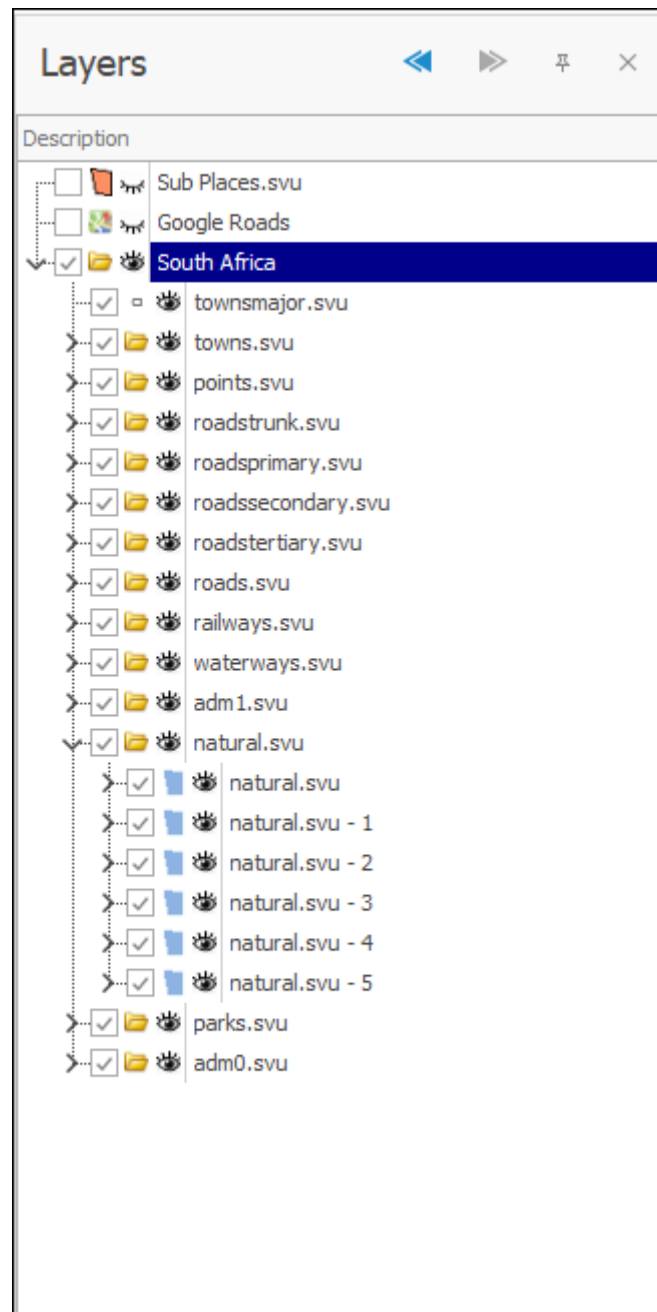 Layers
Description
Sub Places.svu
Google Roads
South Africa
townsmajor.svu
towns.svu
points.svu
roadstrunk.svu
roadsprimary.svu
roadssecondary.svu
roadstertiary.svu
roads.svu
railways.svu
waterways.svu
adm1.svu
natural.svu
natural.svu
natural.svu - 1
natural.svu - 2
natural.svu - 3
natural.svu - 4
natural.svu - 5
parks.svu
adm0.svu